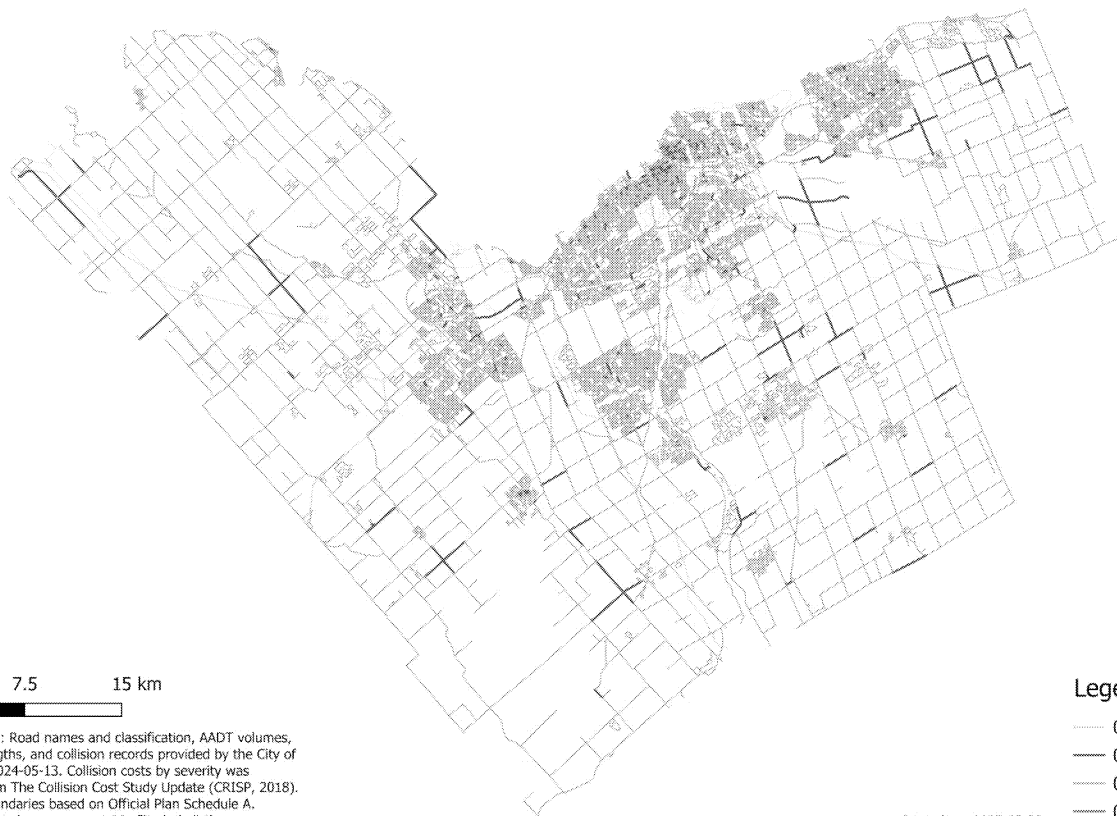 7.5 15 km
: Road names and classification, AADT volumes,
gths, and collision records provided by the City of
024-05-13. Collision costs by severity was
m The Collision Cost Study Update (CRISP, 2018).
ndaries based on Official Plan Schedule A.
Lege